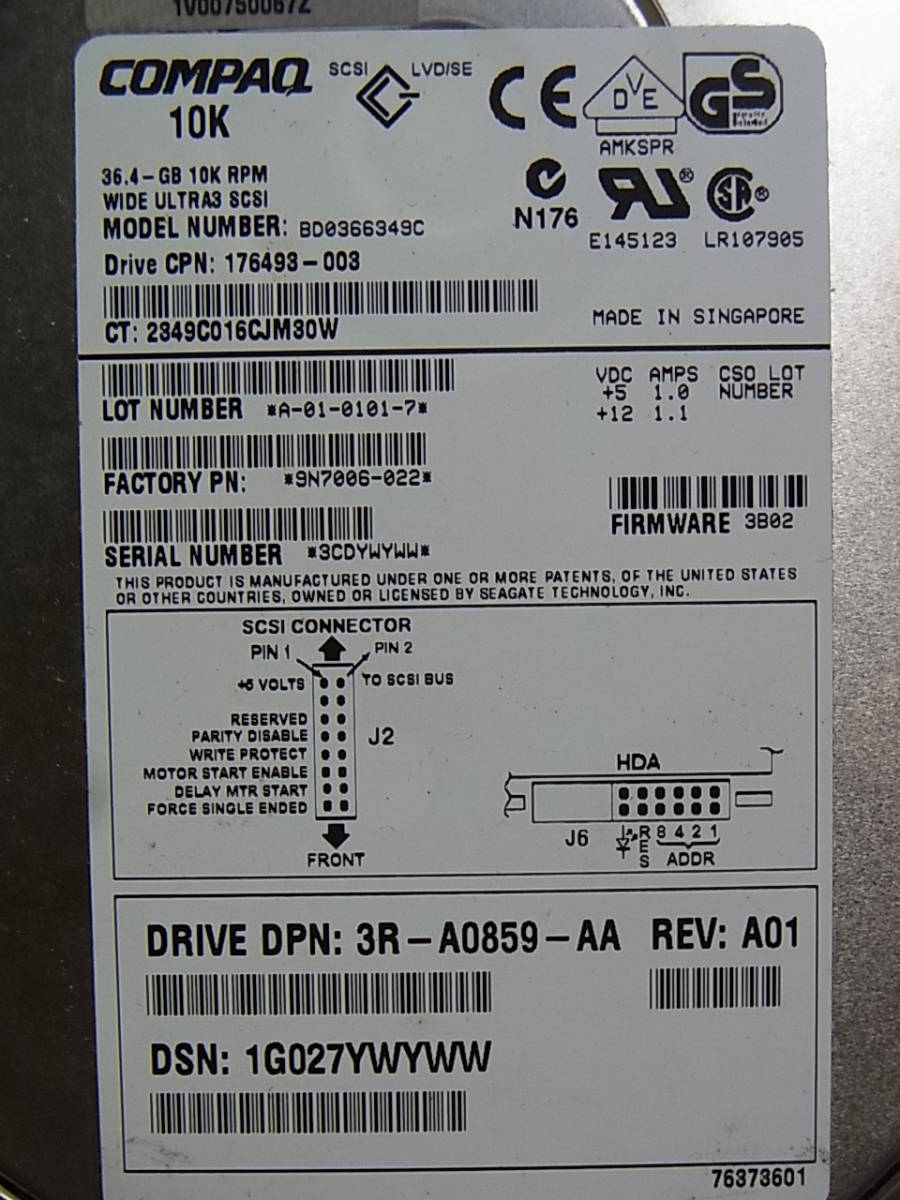 1V00750067Z
COMPAQ
10K
SCSI LVD/SE
CE
DVE
AMKSPR
GS
36.4-GB 10K RPM
WIDE ULTRA3 SCSI
MODEL NUMBER: BD0366349C
Drive CPN: 176493-003
N176
E145123 LR107905
CT: 2349C016CJM30W
MADE IN SINGAPORE
LOT NUMBER *A-01-0101-7*
VDC AMPS CSO LOT
+5 1.0 NUMBER
+12 1.1
FACTORY PN: *9N7006-022*
FIRMWARE 3B02
SERIAL NUMBER *3CDYWYWW*
THIS PRODUCT IS MANUFACTURED UNDER ONE OR MORE PATENTS, OF THE UNITED STATES
OR OTHER COUNTRIES, OWNED OR LICENSED BY SEAGATE TECHNOLOGY, INC.
SCSI CONNECTOR
PIN 1 PIN 2
+5 VOLTS TO SCSI BUS
RESERVED
PARITY DISABLE J2
WRITE PROTECT
MOTOR START ENABLE
DELAY MTR START
FORCE SINGLE ENDED
FRONT
HDA
J6 RES 8 4 2 1
ADDR
DRIVE DPN: 3R-A0859-AA REV: A01
DSN: 1G027YWYWW
76373601